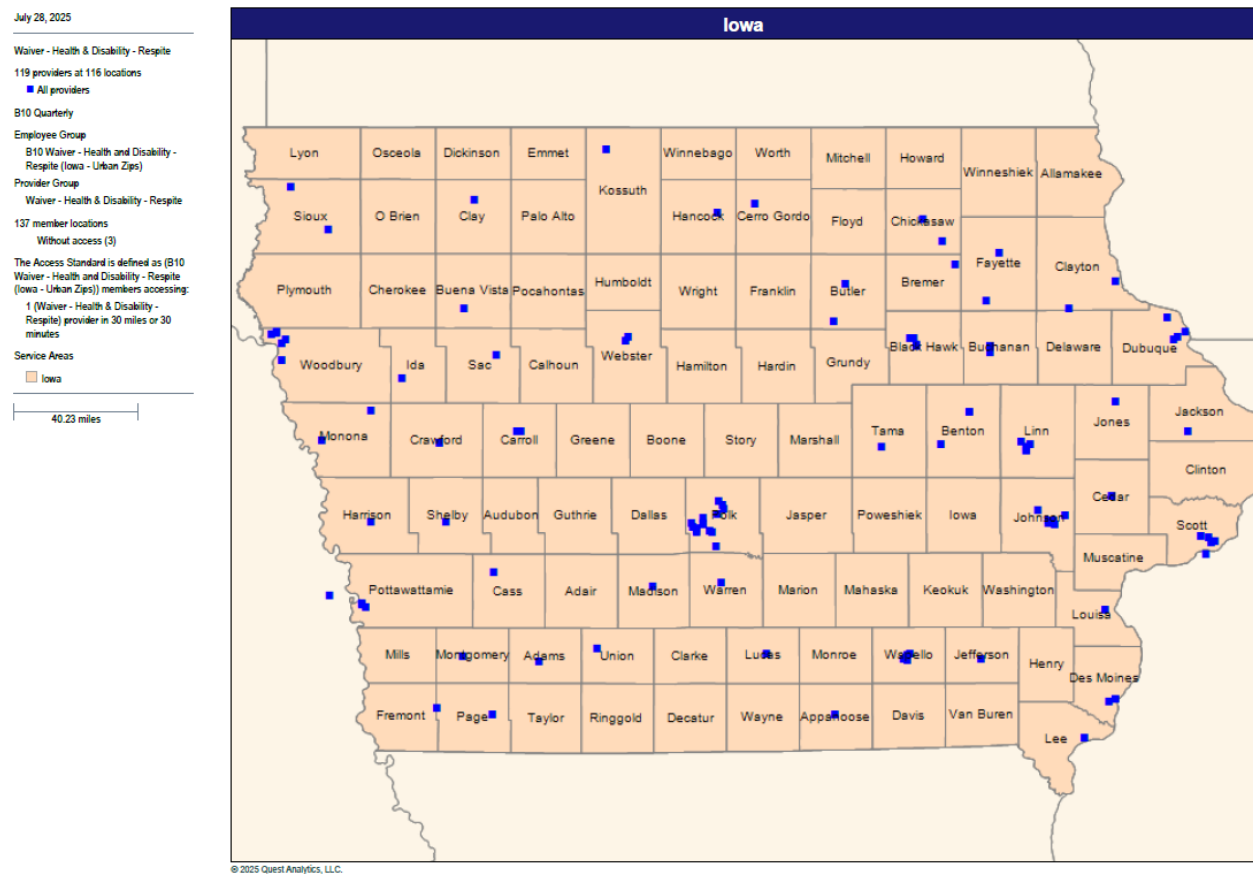 July 28, 2025
Waiver - Health & Disability - Respite
119 providers at 116 locations
All providers
B10 Quarterly
Employee Group
B10 Waiver - Health and Disability -
Respite (Iowa - Urban Zips)
Provider Group
Waiver - Health & Disability - Respite
137 member locations
Without access (3)
The Access Standard is defined as (B10
Waiver - Health and Disability - Respite
(Iowa - Urban Zips)) members accessing:
1 (Waiver - Health & Disability -
Respite) provider in 30 miles or 30
minutes
Service Areas
Iowa
40.23 miles
Iowa
Lyon Osceola Dickinson Emmet Winnebago Worth Mitchell Howard Winneshiek Allamakee
Kossuth
Sioux O Brien Clay Palo Alto Hancock Cerro Gordo Floyd Chickasaw
Fayette Clayton
Plymouth Cherokee Buena Vista Pocahontas Humboldt Wright Franklin Butler Bremer
Woodbury Ida Sac Calhoun Webster Hamilton Hardin Grundy Black Hawk Buchanan Delaware Dubuque
Monona Crawford Carroll Greene Boone Story Marshall Tama Benton Linn Jones Jackson
Clinton
Harrison Shelby Audubon Guthrie Dallas Polk Jasper Poweshiek Iowa Johnson Cedar Scott
Muscatine
Pottawattamie Cass Adair Madison Warren Marion Mahaska Keokuk Washington Louisa
Mills Montgomery Adams Union Clarke Lucas Monroe Wapello Jefferson Henry Des Moines
Fremont Page Taylor Ringgold Decatur Wayne Appanoose Davis Van Buren Lee
© 2025 Quest Analytics, LLC.